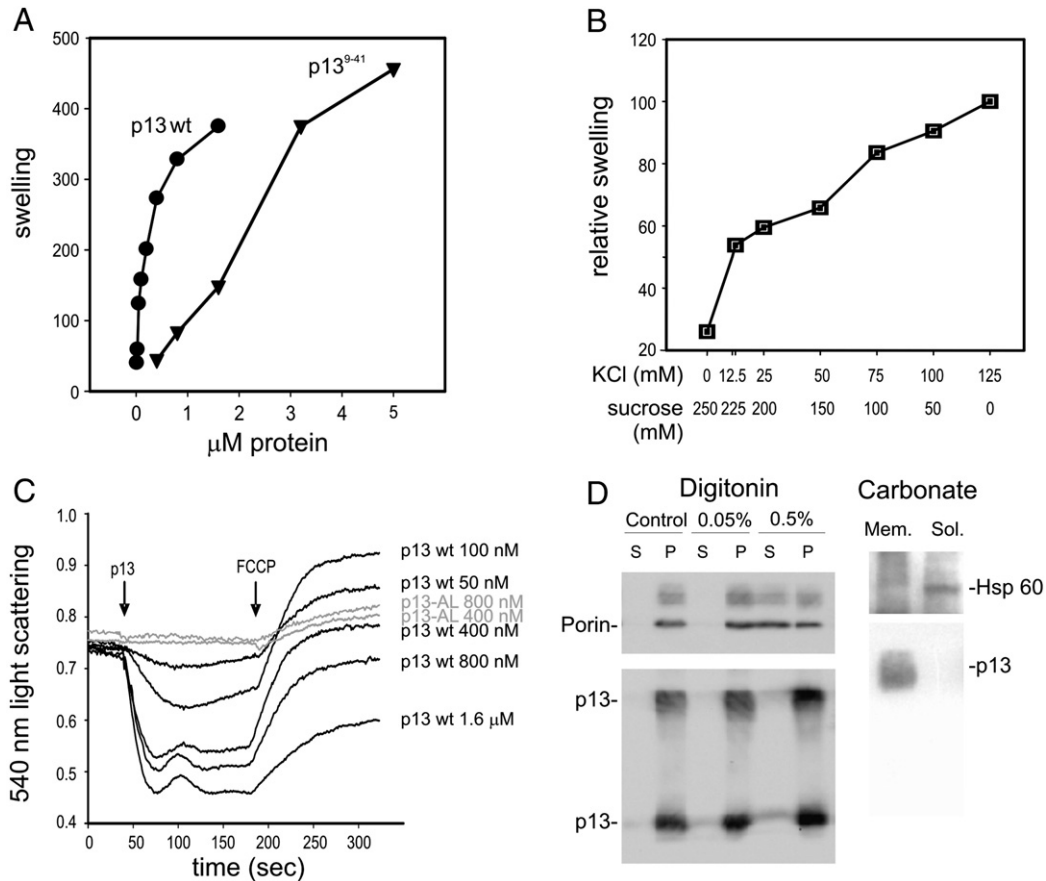 A
500
400
300
200
100
0
swelling
p13 wt
p13⁹⁻⁴¹
0 1 2 3 4 5
μM protein
B
120
100
80
60
40
20
relative swelling
KCl (mM) 0 12.5 25 50 75 100 125
sucrose 250 225 200 150 100 50 0
(mM)
C
1.0
0.9
0.8
0.7
0.6
0.5
0.4
540 nm light scattering
p13
FCCP
p13 wt 100 nM
p13 wt 50 nM
p13-AL 800 nM
p13-AL 400 nM
p13 wt 400 nM
p13 wt 800 nM
p13 wt 1.6 μM
0 50 100 150 200 250 300
time (sec)
D
Digitonin
Control 0.05% 0.5%
S P S P S P
Porin-
p13-
p13-
Carbonate
Mem. Sol.
-Hsp 60
-p13